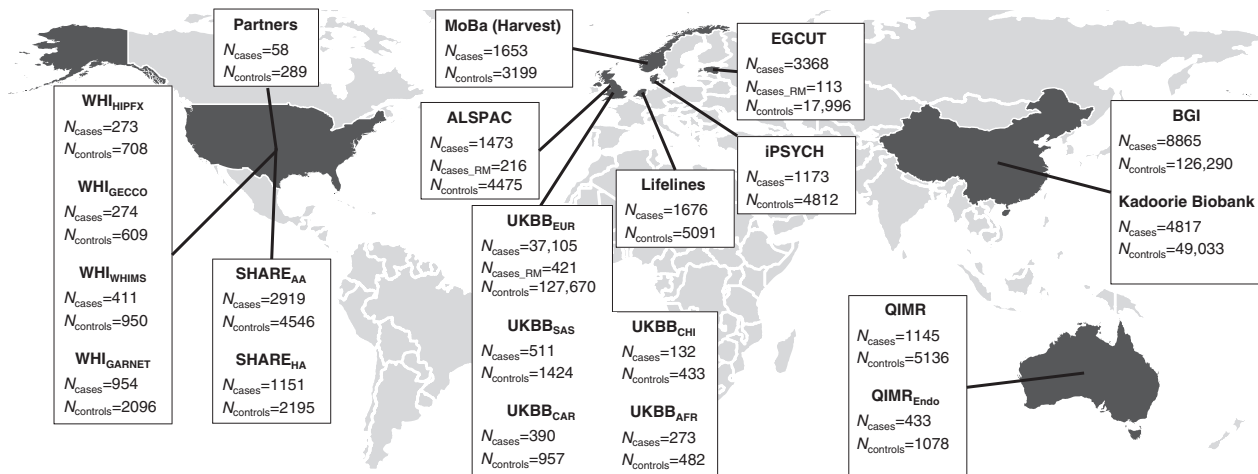 Partners
Ncases=58
Ncontrols=289
MoBa (Harvest)
Ncases=1653
Ncontrols=3199
EGCUT
Ncases=3368
Ncases_RM=113
Ncontrols=17,996
WHIHIPFX
Ncases=273
Ncontrols=708
WHIGECCO
Ncases=274
Ncontrols=609
WHIWHIMS
Ncases=411
Ncontrols=950
WHIGARNET
Ncases=954
Ncontrols=2096
SHAREAA
Ncases=2919
Ncontrols=4546
SHAREHA
Ncases=1151
Ncontrols=2195
ALSPAC
Ncases=1473
Ncases_RM=216
Ncontrols=4475
Lifelines
Ncases=1676
Ncontrols=5091
iPSYCH
Ncases=1173
Ncontrols=4812
UKBBEUR
Ncases=37,105
Ncases_RM=421
Ncontrols=127,670
UKBBSAS
Ncases=511
Ncontrols=1424
UKBBCAR
Ncases=390
Ncontrols=957
UKBBCHI
Ncases=132
Ncontrols=433
UKBBAFR
Ncases=273
Ncontrols=482
BGI
Ncases=8865
Ncontrols=126,290
Kadoorie Biobank
Ncases=4817
Ncontrols=49,033
QIMR
Ncases=1145
Ncontrols=5136
QIMREndo
Ncases=433
Ncontrols=1078